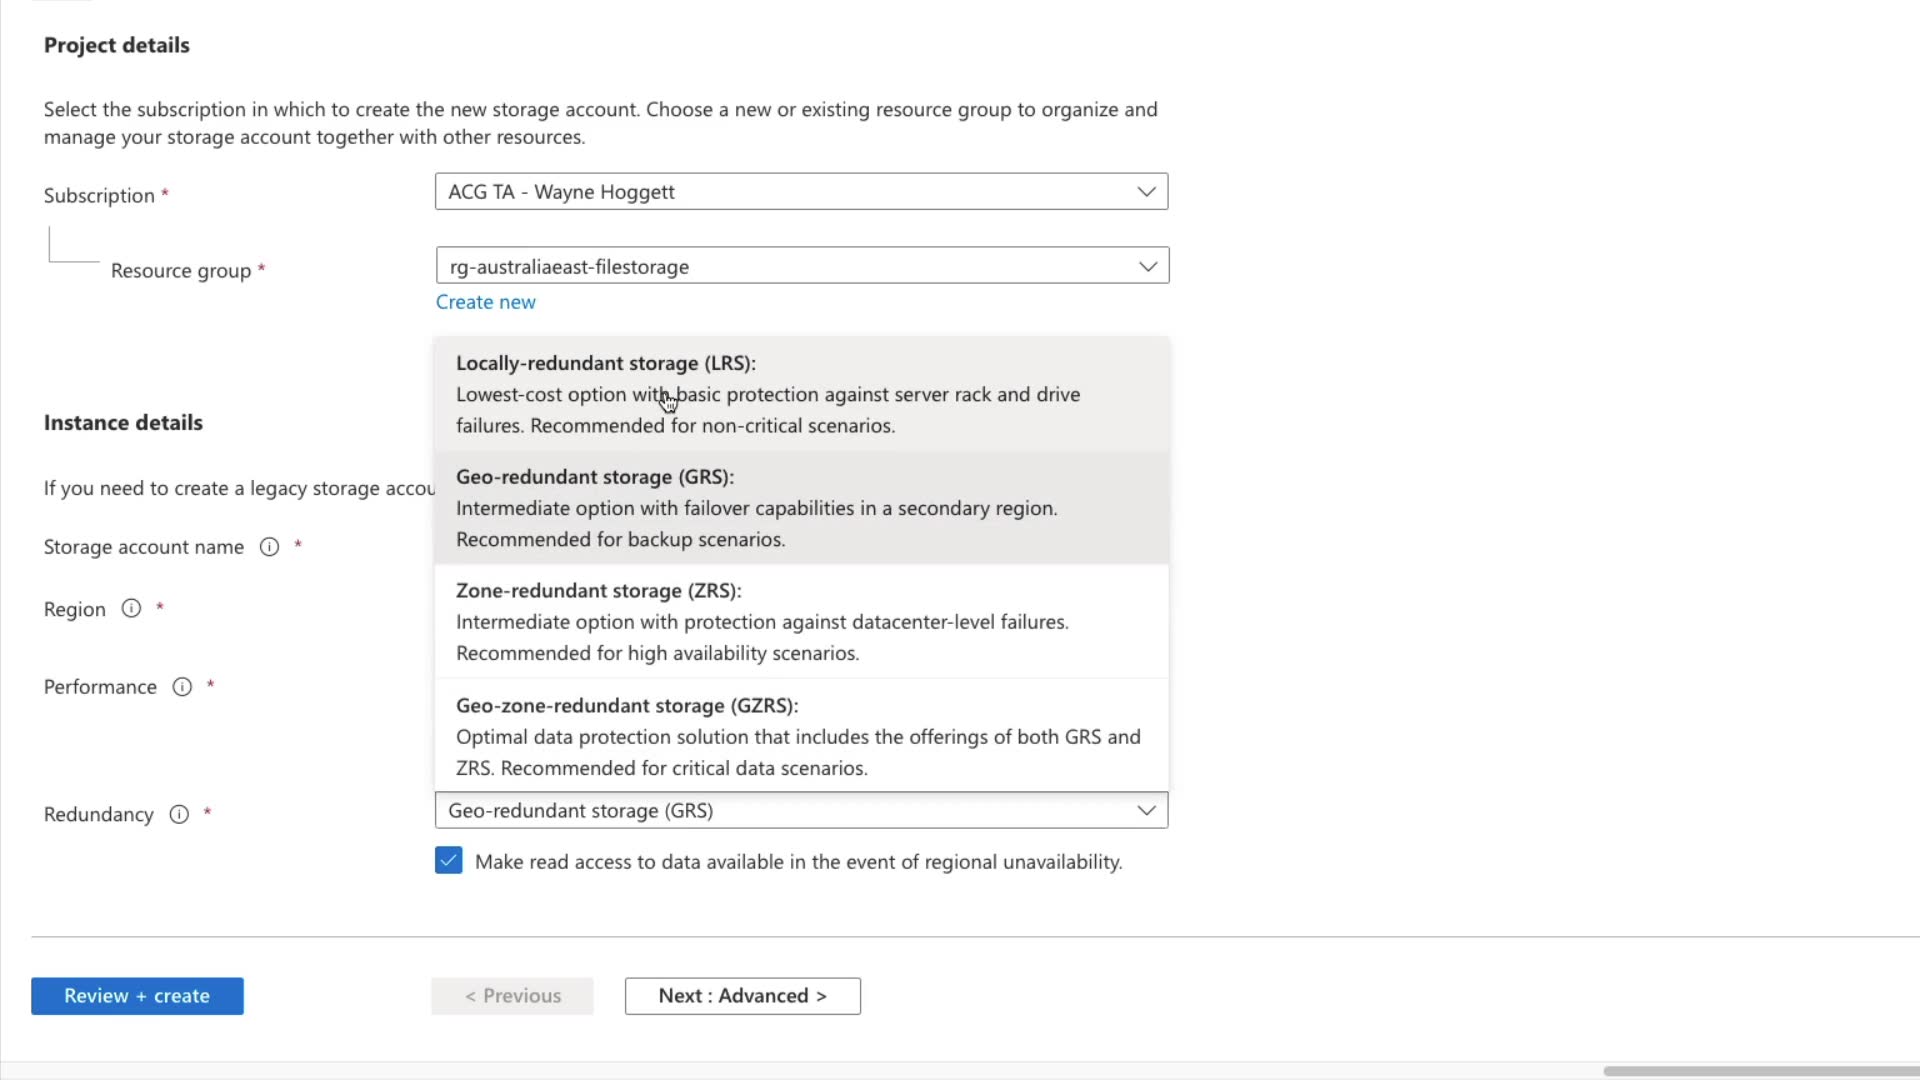 Project details
Select the subscription in which to create the new storage account. Choose a new or existing resource group to organize and
manage your storage account together with other resources.
Subscription *
ACG TA - Wayne Hoggett
Resource group *
rg-australiaeast-filestorage
Create new
Locally-redundant storage (LRS):
Lowest-cost option with basic protection against server rack and drive
failures. Recommended for non-critical scenarios.
Instance details
Geo-redundant storage (GRS):
If you need to create a legacy storage accou
Intermediate option with failover capabilities in a secondary region.
Recommended for backup scenarios.
Storage account name *
Zone-redundant storage (ZRS):
Region *
Intermediate option with protection against datacenter-level failures.
Recommended for high availability scenarios.
Performance *
Geo-zone-redundant storage (GZRS):
Optimal data protection solution that includes the offerings of both GRS and
ZRS. Recommended for critical data scenarios.
Redundancy *
Geo-redundant storage (GRS)
Make read access to data available in the event of regional unavailability.
Review + create
< Previous
Next : Advanced >